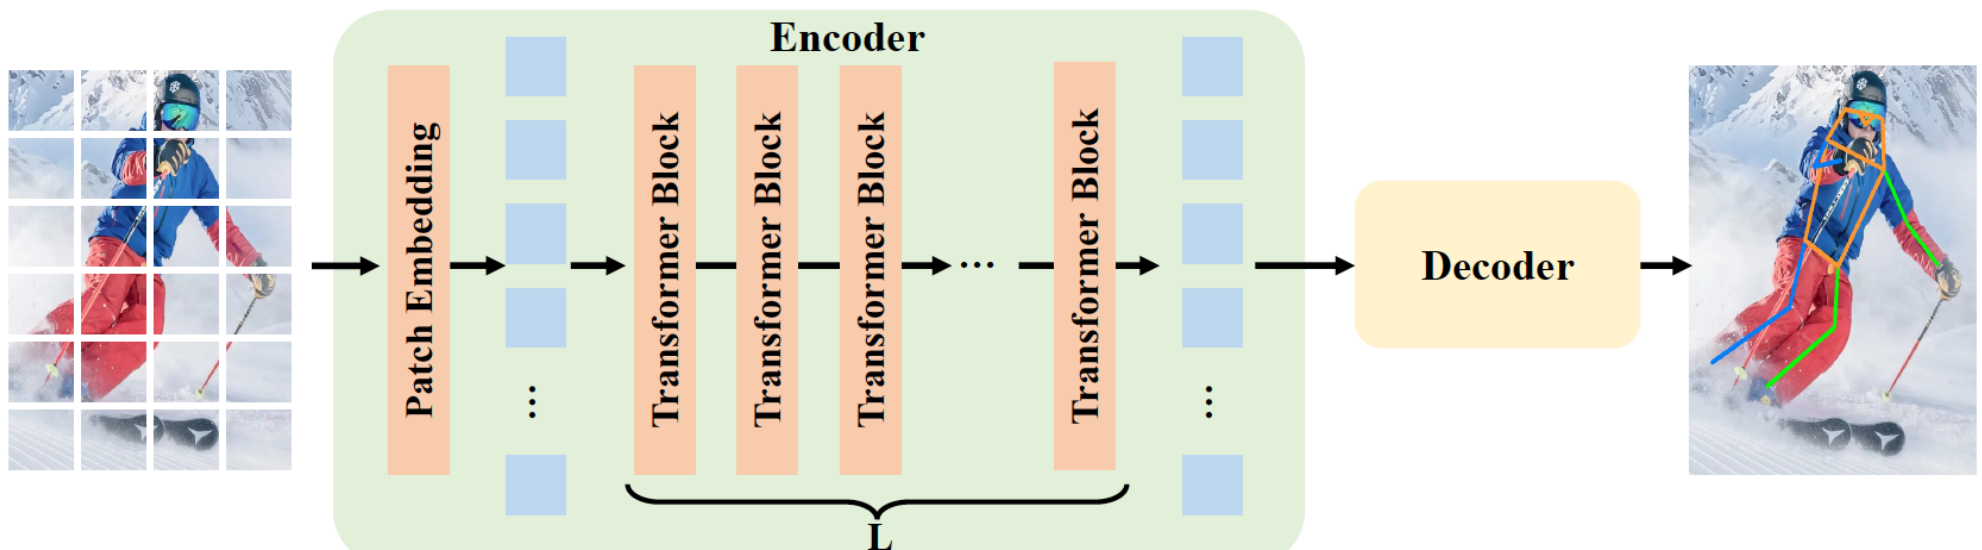 Encoder
Patch Embedding
...
Transformer Block
Transformer Block
Transformer Block
...
Transformer Block
...
L
Decoder